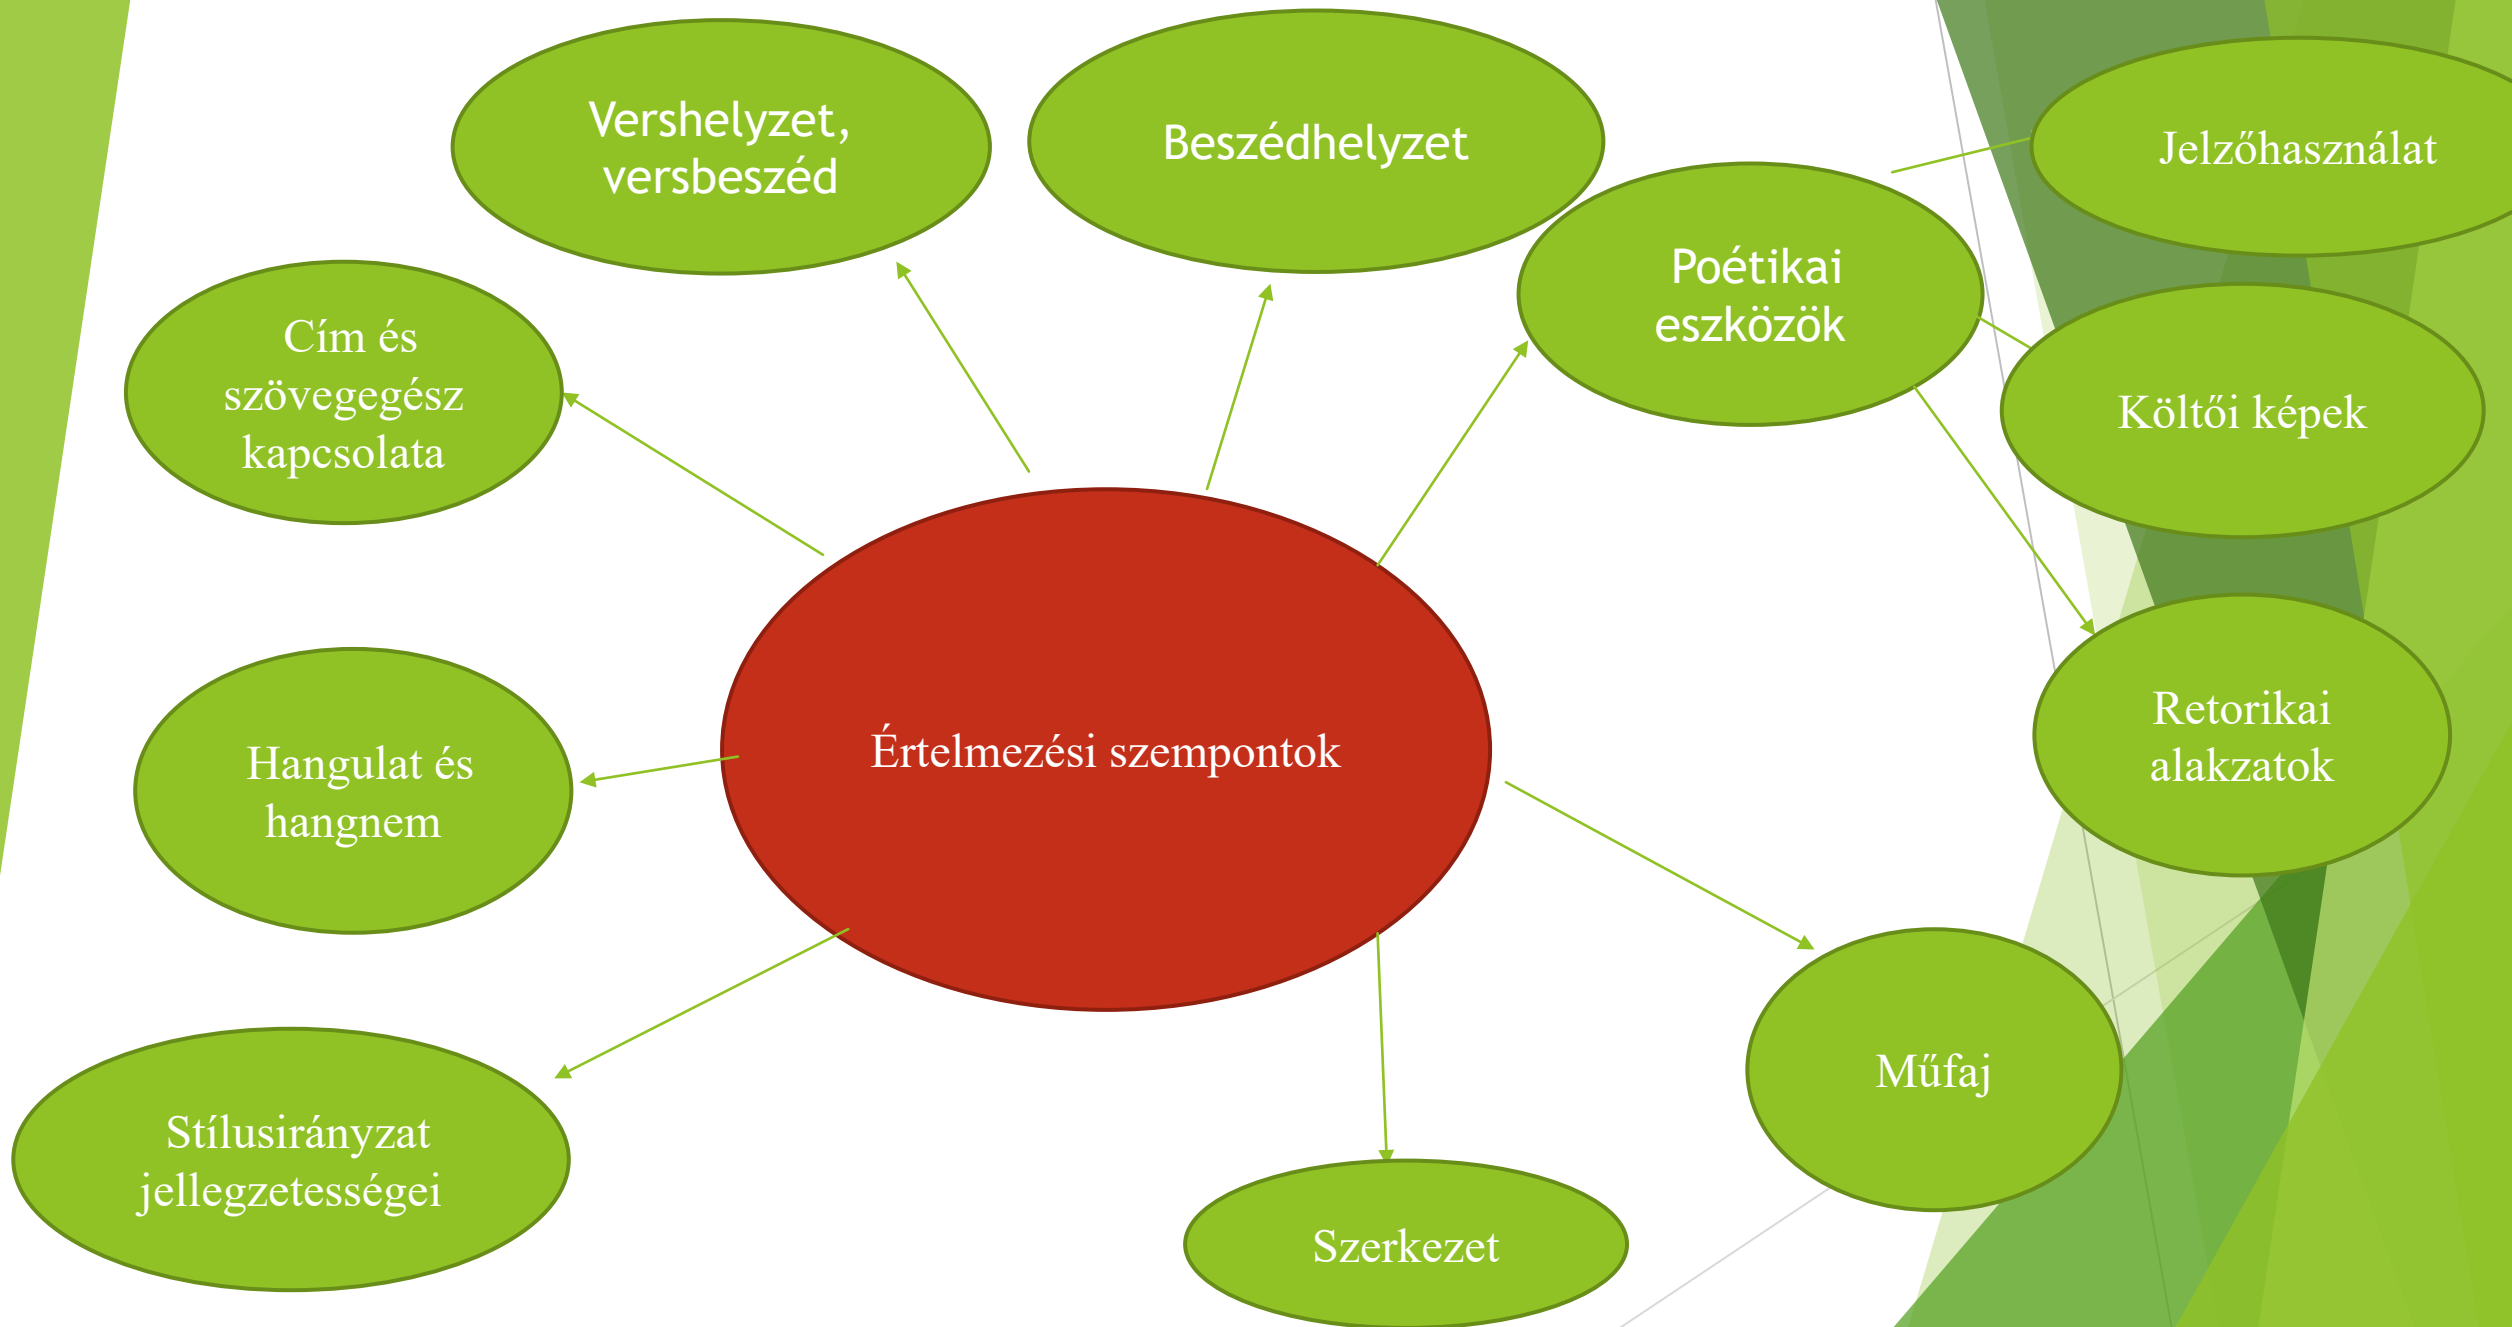 Vershelyzet,
versbeszéd
Beszédhelyzet
Jelzőhasználat
Poétikai
eszközök
Cím és
szövegegész
kapcsolata
Költői képek
Értelmezési szempontok
Retorikai
alakzatok
Hangulat és
hangnem
Műfaj
Stílusirányzat
jellegzetességei
Szerkezet